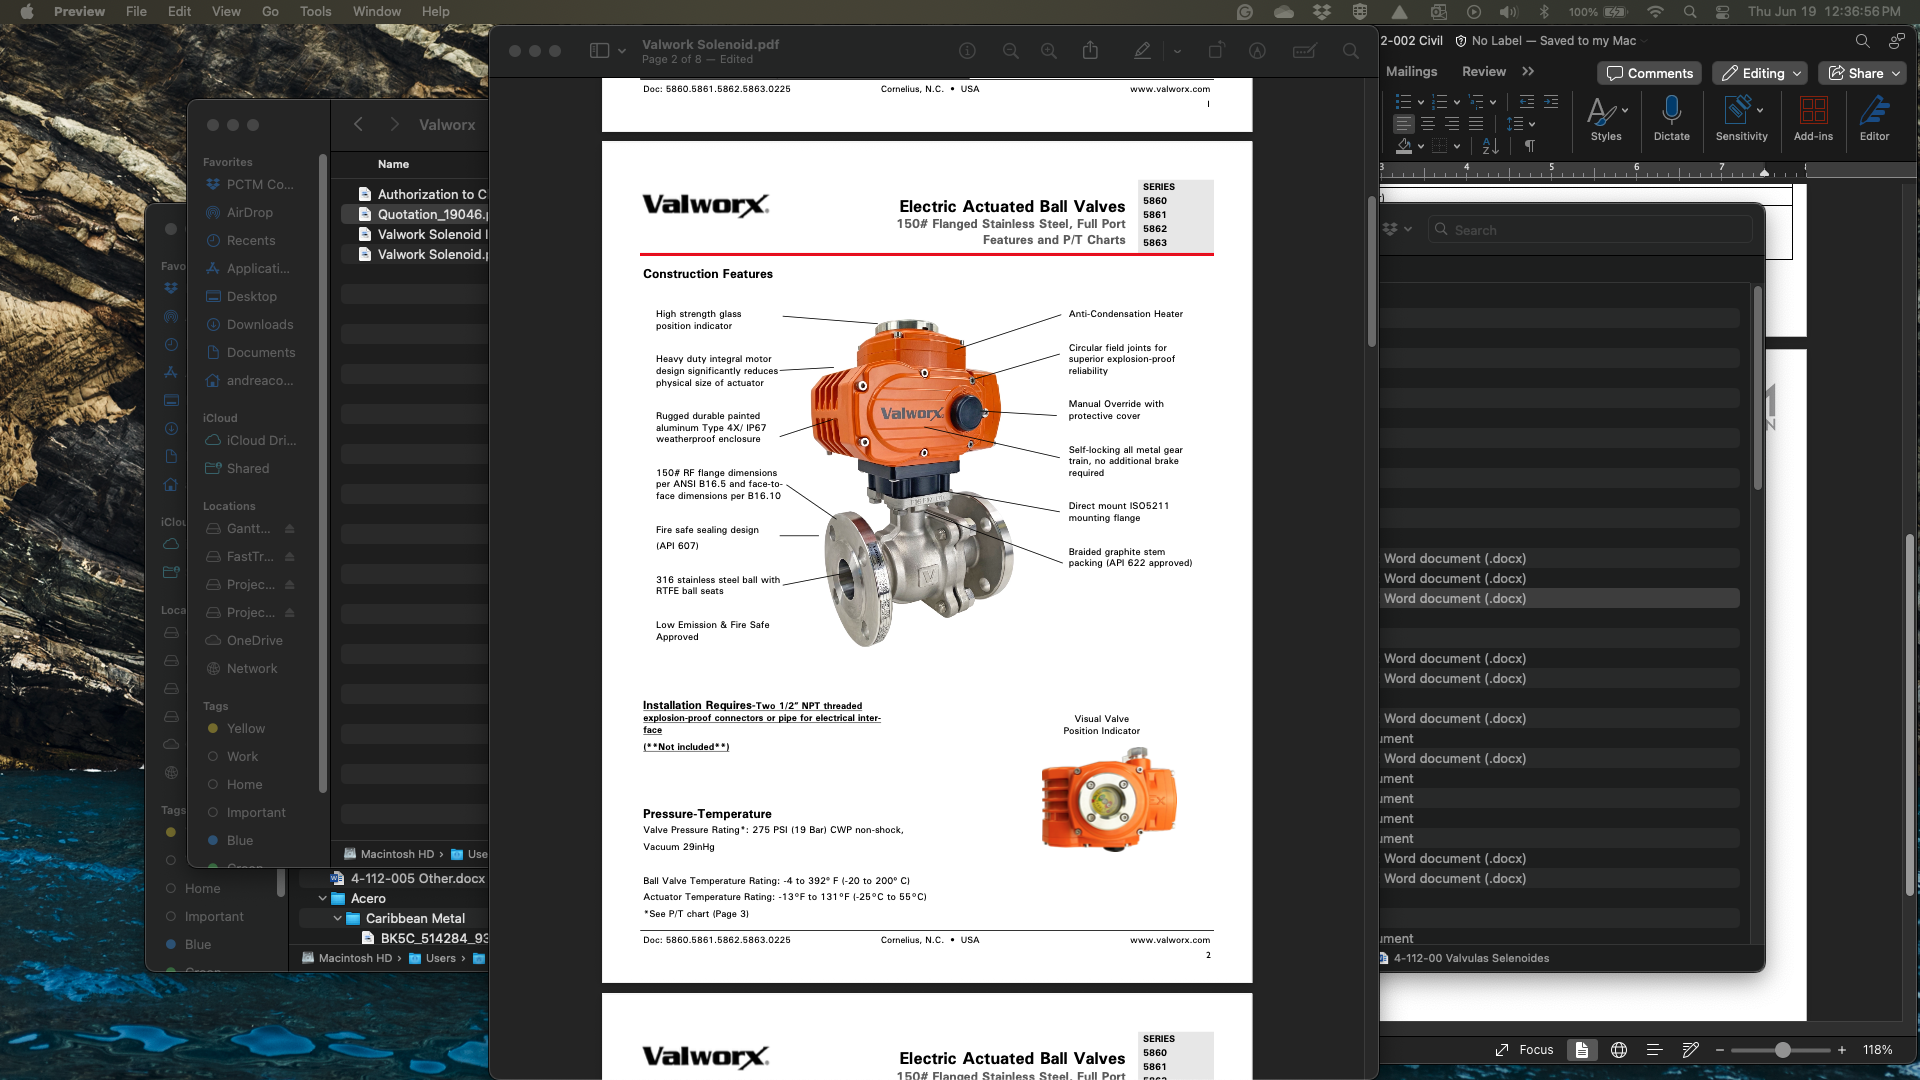 Preview File Edit View Go Tools Window Help
100% Thu Jun 19 12:36:56 PM
Valwork Solenoid.pdf
Page 2 of 8 — Edited
2-002 Civil No Label — Saved to my Mac
Mailings Review
Comments Editing Share
Styles Dictate Sensitivity Add-ins Editor
3 4 5 6 7
Search
Word document (.docx)
Word document (.docx)
Word document (.docx)
Word document (.docx)
Word document (.docx)
Word document (.docx)
Word document (.docx)
Word document (.docx)
Word document (.docx)
4-112-00 Valvulas Selenoides
Focus 118%
Valworx
Name
Authorization to C
Quotation_19046.p
Valwork Solenoid
Valwork Solenoid.p
Favorites
PCTM Co...
AirDrop
Recents
Applicati...
Desktop
Downloads
Documents
andreaco...
iCloud
iCloud Dri...
Shared
Locations
Gantt...
FastTr...
Projec...
Projec...
OneDrive
Network
Tags
Yellow
Work
Home
Important
Blue
Green
Macintosh HD › Use
Favo
iClou
Loca
Tags
Home
Important
Blue
Green
4-112-005 Other.docx
Acero
Caribbean Metal
BK5C_514284_93
Macintosh HD › Users ›
Doc: 5860.5861.5862.5863.0225 Cornelius, N.C. • USA www.valworx.com
1
Valworx
Electric Actuated Ball Valves
150# Flanged Stainless Steel, Full Port
Features and P/T Charts
SERIES
5860
5861
5862
5863
Construction Features
High strength glass
position indicator
Heavy duty integral motor
design significantly reduces
physical size of actuator
Rugged durable painted
aluminum Type 4X/ IP67
weatherproof enclosure
150# RF flange dimensions
per ANSI B16.5 and face-to-
face dimensions per B16.10
Fire safe sealing design
(API 607)
316 stainless steel ball with
RTFE ball seats
Low Emission & Fire Safe
Approved
Valworx
Anti-Condensation Heater
Circular field joints for
superior explosion-proof
reliability
Manual Override with
protective cover
Self-locking all metal gear
train, no additional brake
required
Direct mount ISO5211
mounting flange
Braided graphite stem
packing (API 622 approved)
Installation Requires-Two 1/2" NPT threaded
explosion-proof connectors or pipe for electrical inter-
face
(**Not included**)
Visual Valve
Position Indicator
Pressure-Temperature
Valve Pressure Rating*: 275 PSI (19 Bar) CWP non-shock,
Vacuum 29inHg
Ball Valve Temperature Rating: -4 to 392° F (-20 to 200° C)
Actuator Temperature Rating: -13°F to 131°F (-25°C to 55°C)
*See P/T chart (Page 3)
Doc: 5860.5861.5862.5863.0225 Cornelius, N.C. • USA www.valworx.com
2
Valworx
Electric Actuated Ball Valves
150# Flanged Stainless Steel, Full Port
SERIES
5860
5861